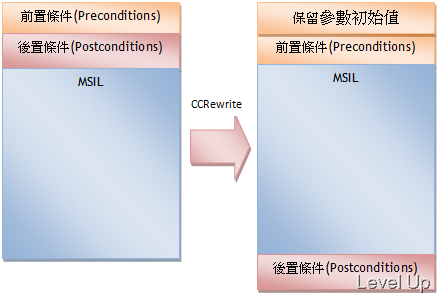 前置條件(Preconditions)
後置條件(Postconditions)
MSIL
CCRewrite
保留參數初始值
前置條件(Preconditions)
MSIL
後置條件(Postconditions)
Level Up